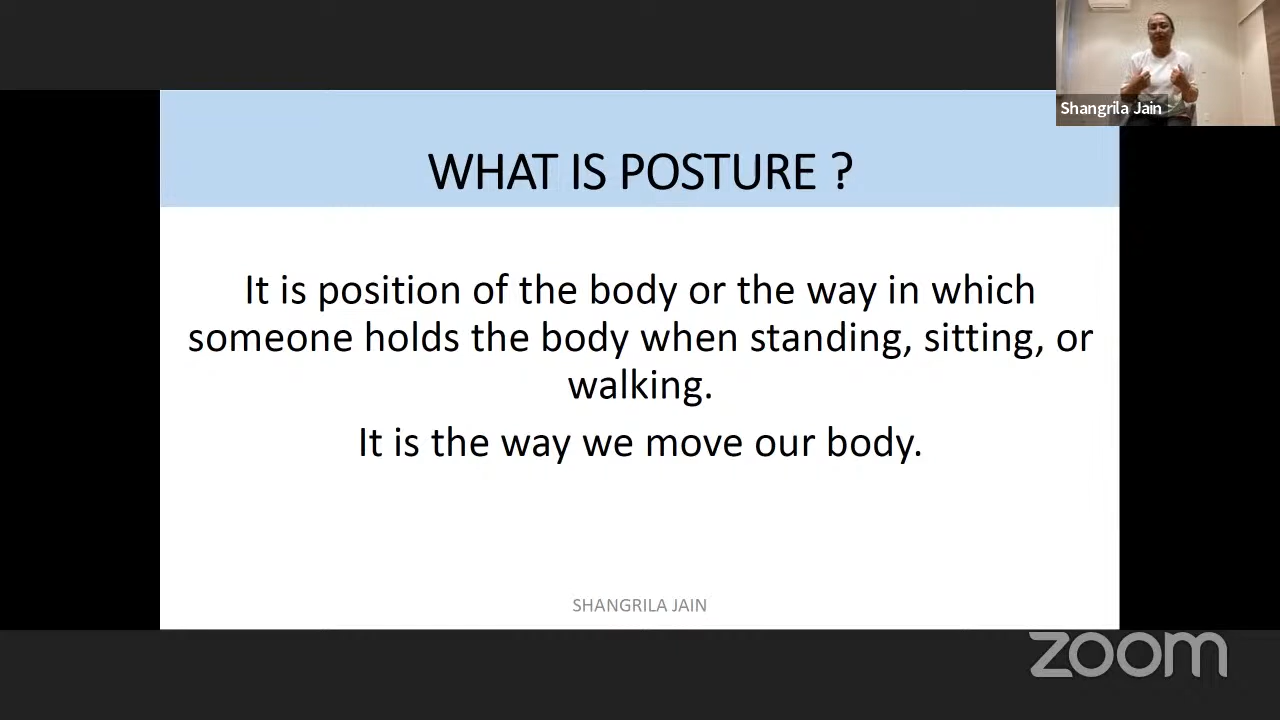 Shangrila Jain
WHAT IS POSTURE ?
It is position of the body or the way in which
someone holds the body when standing, sitting, or
walking.
It is the way we move our body.
SHANGRILA JAIN
zoom